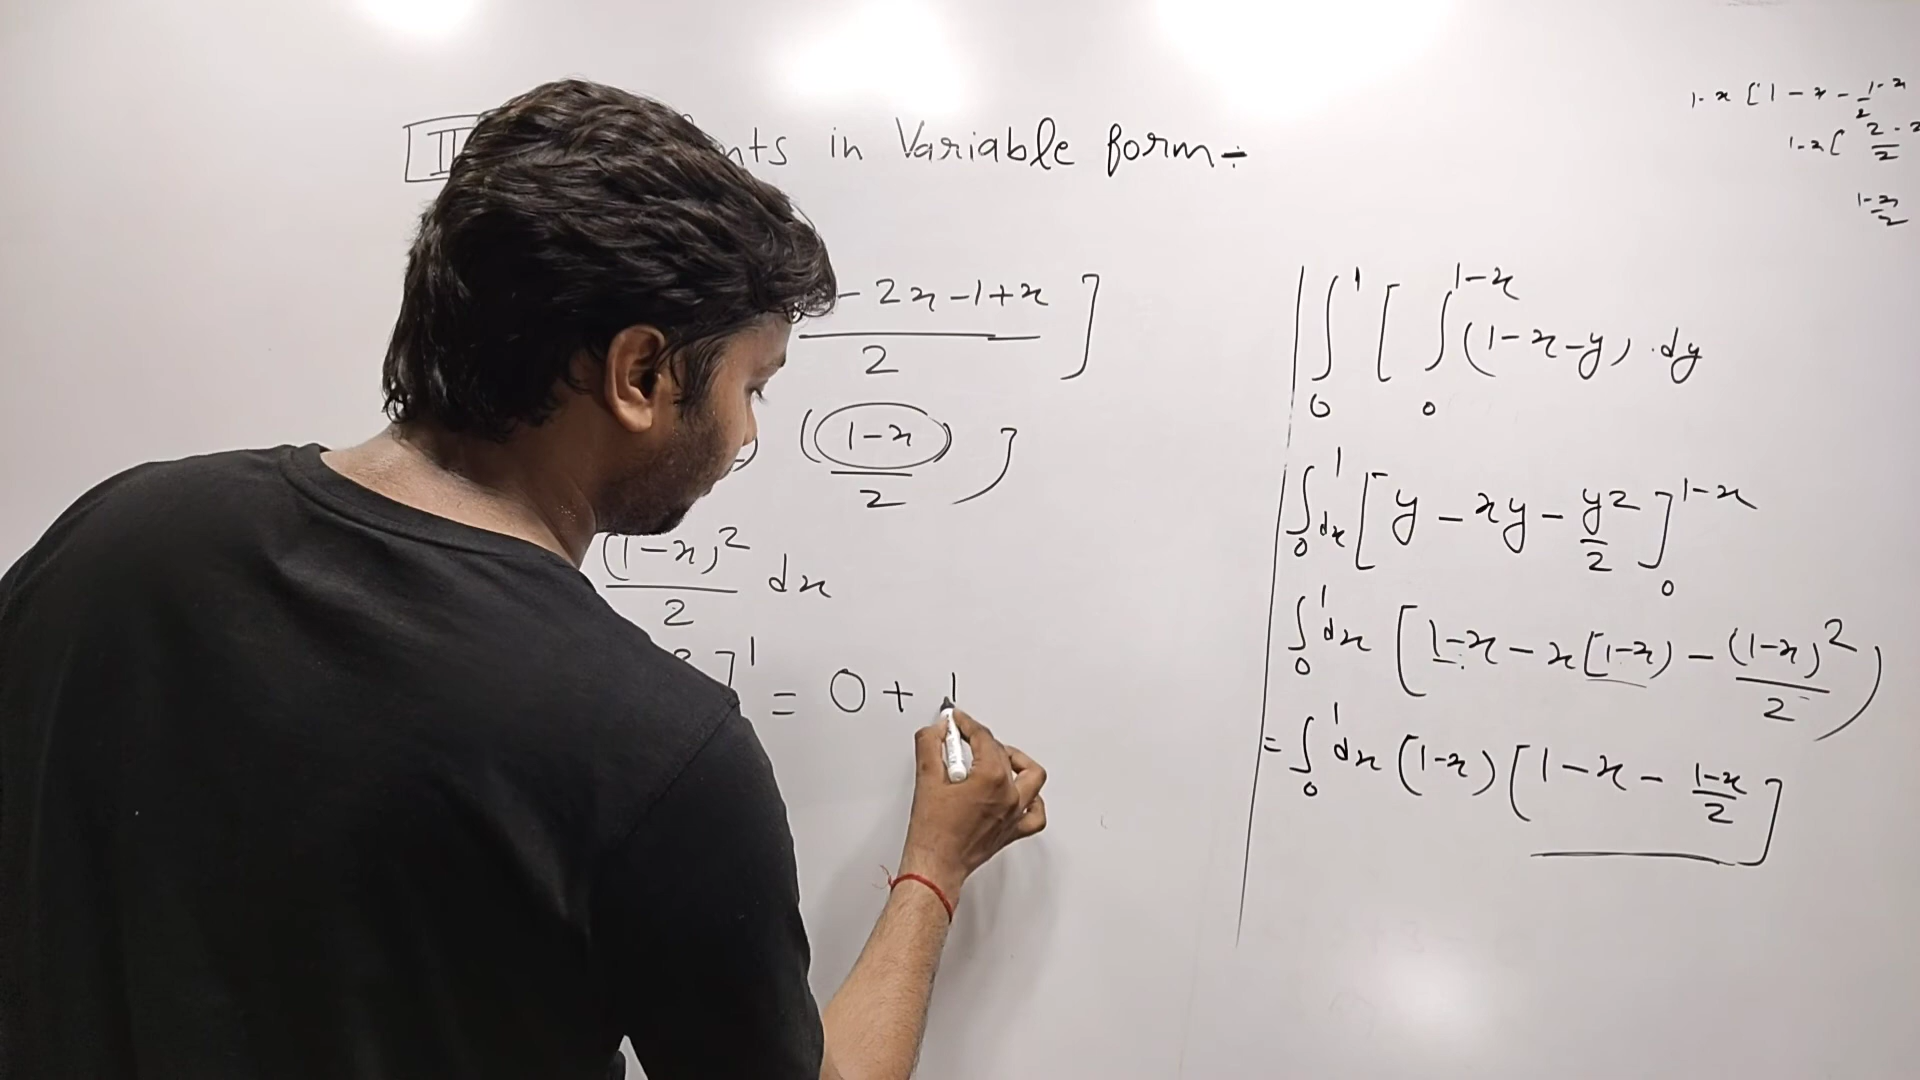 nts in Variable form÷
- 2x - 1 + x ]
2
(1-x) ]
2
(1-x)² dx
2
]¹ = 0 + 1
1-x [ 1 - x - 1-x
2
1-x [ 2 - 2
2
1-x
2
∫₀¹ [ ∫₀^{1-x} (1-x-y) . dy
∫₀¹ dx [ y - xy - y²/2 ]₀^{1-x}
∫₀¹ dx [ 1-x - x[1-x) - (1-x)²/2 )
= ∫₀¹ dx (1-x) [ 1 - x - 1-x/2 ]